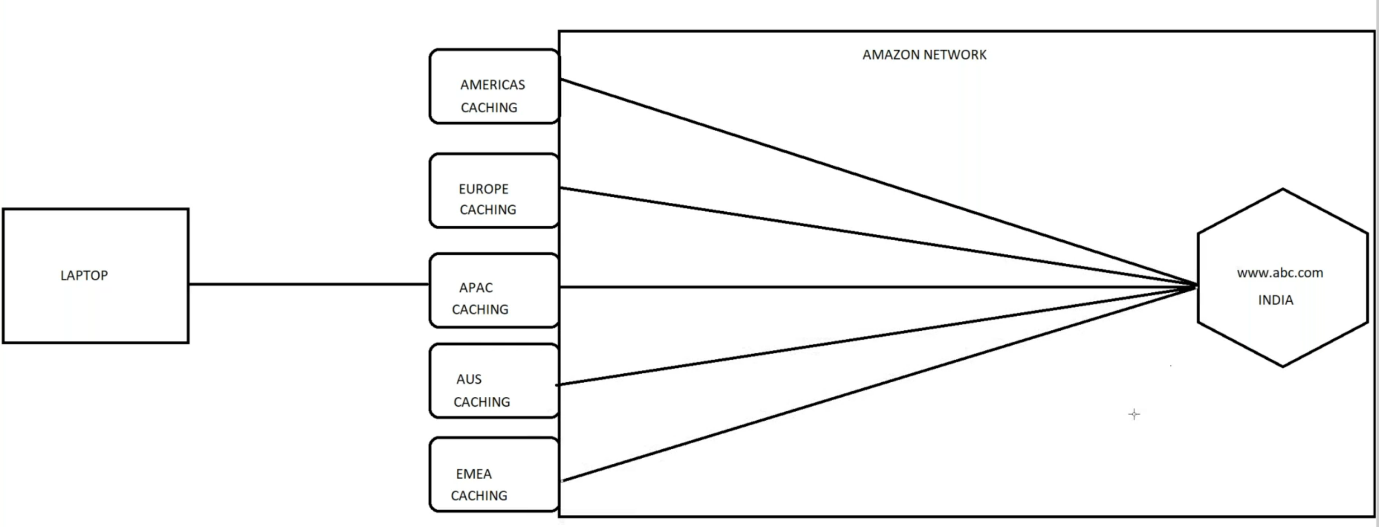 AMAZON NETWORK
AMERICAS
CACHING
EUROPE
CACHING
LAPTOP
APAC
CACHING
www.abc.com
INDIA
AUS
CACHING
EMEA
CACHING